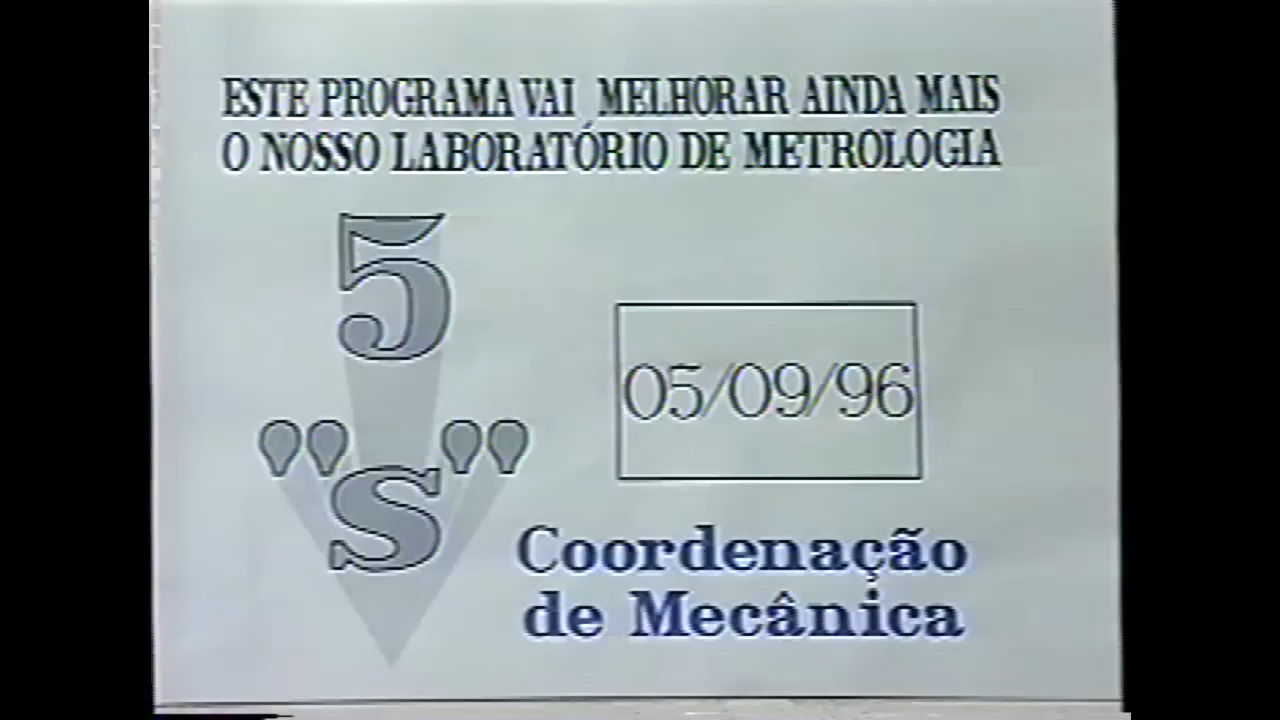 ESTE PROGRAMA VAI MELHORAR AINDA MAIS
O NOSSO LABORATÓRIO DE METROLOGIA
5
"S"
05/09/96
Coordenação
de Mecânica